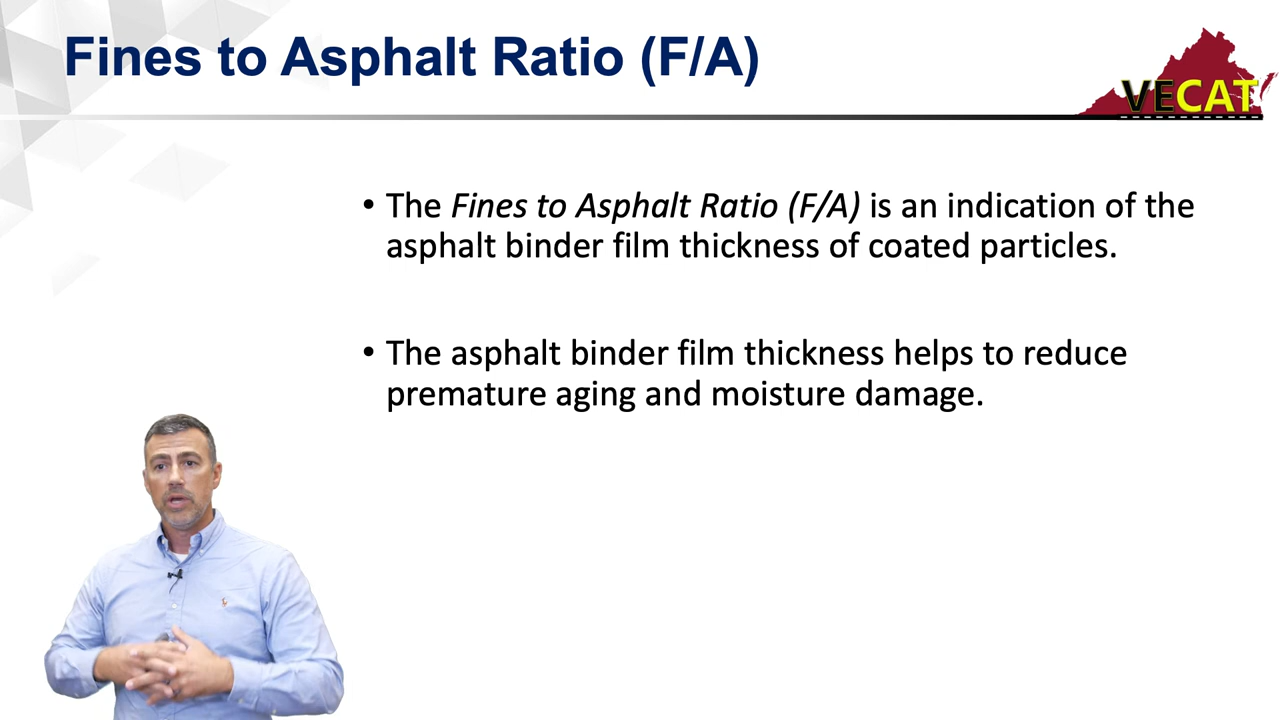 Fines to Asphalt Ratio (F/A)
VECAT
• The Fines to Asphalt Ratio (F/A) is an indication of the
asphalt binder film thickness of coated particles.
• The asphalt binder film thickness helps to reduce
premature aging and moisture damage.